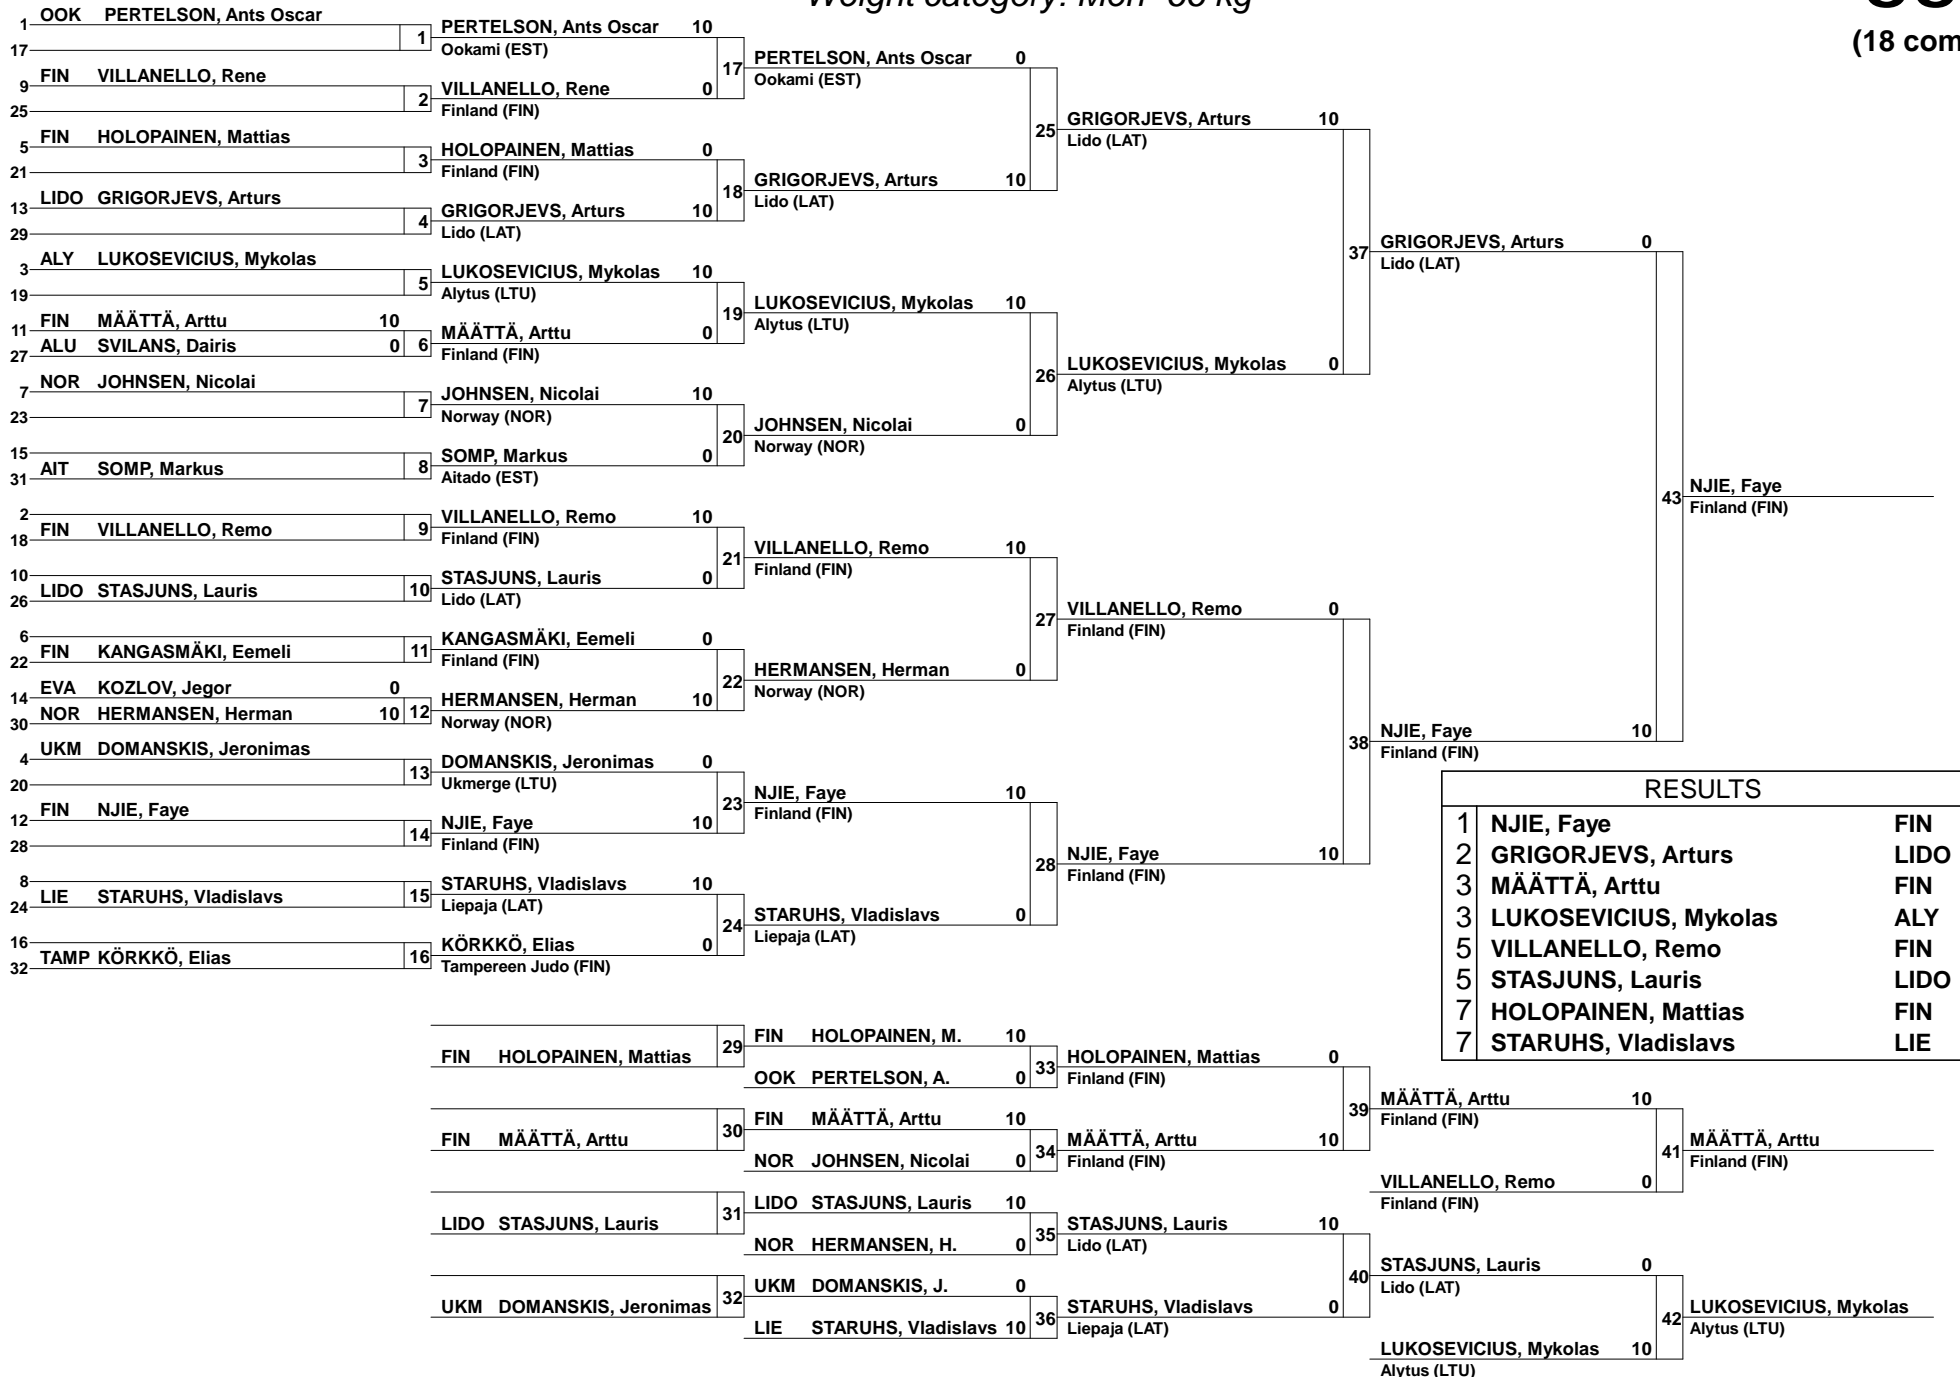 (18 com
1 OOK PERTELSON, Ants Oscar
17
1
9 FIN VILLANELLO, Rene
25
2
5 FIN HOLOPAINEN, Mattias
21
3
13 LIDO GRIGORJEVS, Arturs
29
4
3 ALY LUKOSEVICIUS, Mykolas
19
5
11 FIN MÄÄTTÄ, Arttu 10
27 ALU SVILANS, Dairis 0
6
7 NOR JOHNSEN, Nicolai
23
7
15
31 AIT SOMP, Markus
8
2
18 FIN VILLANELLO, Remo
9
10
26 LIDO STASJUNS, Lauris
10
6
22 FIN KANGASMÄKI, Eemeli
11
14 EVA KOZLOV, Jegor 0
30 NOR HERMANSEN, Herman 10
12
4 UKM DOMANSKIS, Jeronimas
20
13
12 FIN NJIE, Faye
28
14
8
24 LIE STARUHS, Vladislavs
15
16
32 TAMP KÖRKKÖ, Elias
16
PERTELSON, Ants Oscar 10
Ookami (EST)
17
VILLANELLO, Rene 0
Finland (FIN)
HOLOPAINEN, Mattias 0
Finland (FIN)
18
GRIGORJEVS, Arturs 10
Lido (LAT)
LUKOSEVICIUS, Mykolas 10
Alytus (LTU)
19
MÄÄTTÄ, Arttu 0
Finland (FIN)
JOHNSEN, Nicolai 10
Norway (NOR)
20
SOMP, Markus 0
Aitado (EST)
VILLANELLO, Remo 10
Finland (FIN)
21
STASJUNS, Lauris 0
Lido (LAT)
KANGASMÄKI, Eemeli 0
Finland (FIN)
22
HERMANSEN, Herman 10
Norway (NOR)
DOMANSKIS, Jeronimas 0
Ukmerge (LTU)
23
NJIE, Faye 10
Finland (FIN)
STARUHS, Vladislavs 10
Liepaja (LAT)
24
KÖRKKÖ, Elias 0
Tampereen Judo (FIN)
PERTELSON, Ants Oscar 0
Ookami (EST)
25
GRIGORJEVS, Arturs 10
Lido (LAT)
LUKOSEVICIUS, Mykolas 10
Alytus (LTU)
26
JOHNSEN, Nicolai 0
Norway (NOR)
VILLANELLO, Remo 10
Finland (FIN)
27
HERMANSEN, Herman 0
Norway (NOR)
NJIE, Faye 10
Finland (FIN)
28
STARUHS, Vladislavs 0
Liepaja (LAT)
GRIGORJEVS, Arturs 10
Lido (LAT)
37
LUKOSEVICIUS, Mykolas 0
Alytus (LTU)
VILLANELLO, Remo 0
Finland (FIN)
38
NJIE, Faye 10
Finland (FIN)
GRIGORJEVS, Arturs 0
Lido (LAT)
43
NJIE, Faye 10
Finland (FIN)
NJIE, Faye
Finland (FIN)
RESULTS
1 NJIE, Faye FIN
2 GRIGORJEVS, Arturs LIDO
3 MÄÄTTÄ, Arttu FIN
3 LUKOSEVICIUS, Mykolas ALY
5 VILLANELLO, Remo FIN
5 STASJUNS, Lauris LIDO
7 HOLOPAINEN, Mattias FIN
7 STARUHS, Vladislavs LIE
FIN HOLOPAINEN, Mattias
29
FIN MÄÄTTÄ, Arttu
30
LIDO STASJUNS, Lauris
31
UKM DOMANSKIS, Jeronimas
32
FIN HOLOPAINEN, M. 10
OOK PERTELSON, A. 0
33
FIN MÄÄTTÄ, Arttu 10
NOR JOHNSEN, Nicolai 0
34
LIDO STASJUNS, Lauris 10
NOR HERMANSEN, H. 0
35
UKM DOMANSKIS, J. 0
LIE STARUHS, Vladislavs 10
36
HOLOPAINEN, Mattias 0
Finland (FIN)
39
MÄÄTTÄ, Arttu 10
Finland (FIN)
STASJUNS, Lauris 10
Lido (LAT)
40
STARUHS, Vladislavs 0
Liepaja (LAT)
MÄÄTTÄ, Arttu 10
Finland (FIN)
41
VILLANELLO, Remo 0
Finland (FIN)
STASJUNS, Lauris 0
Lido (LAT)
42
LUKOSEVICIUS, Mykolas 10
Alytus (LTU)
MÄÄTTÄ, Arttu
Finland (FIN)
LUKOSEVICIUS, Mykolas
Alytus (LTU)